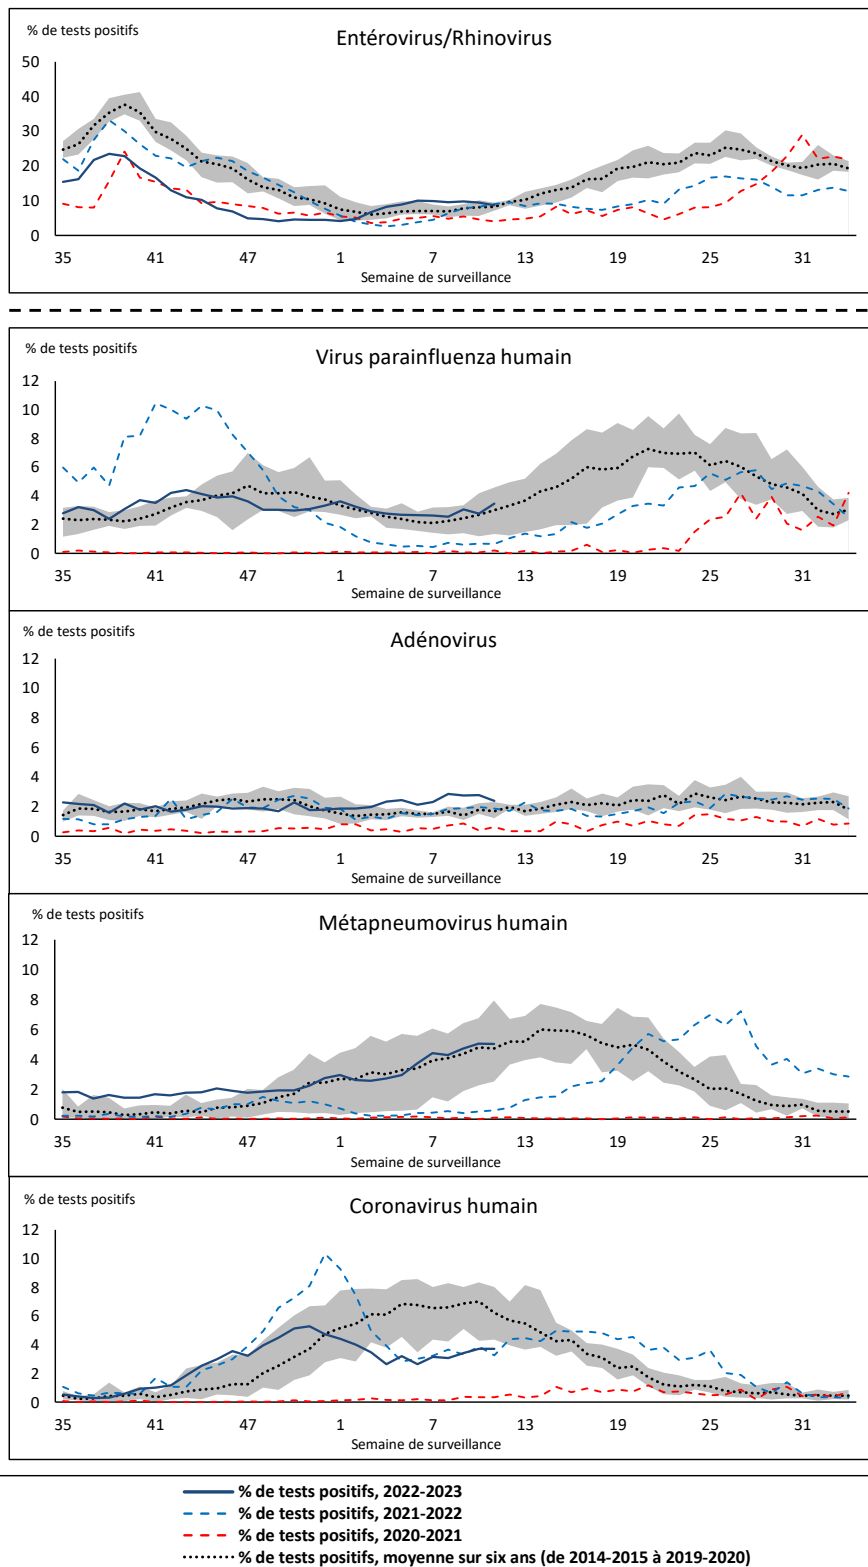 % de tests positifs
Entérovirus/Rhinovirus
50
40
30
20
10
0
35 41 47 1 7 13 19 25 31
Semaine de surveillance
% de tests positifs
Virus parainfluenza humain
12
10
8
6
4
2
0
35 41 47 1 7 13 19 25 31
Semaine de surveillance
% de tests positifs
Adénovirus
12
10
8
6
4
2
0
35 41 47 1 7 13 19 25 31
Semaine de surveillance
% de tests positifs
Métapneumovirus humain
12
10
8
6
4
2
0
35 41 47 1 7 13 19 25 31
Semaine de surveillance
% de tests positifs
Coronavirus humain
12
10
8
6
4
2
0
35 41 47 1 7 13 19 25 31
Semaine de surveillance
% de tests positifs, 2022-2023
% de tests positifs, 2021-2022
% de tests positifs, 2020-2021
% de tests positifs, moyenne sur six ans (de 2014-2015 à 2019-2020)